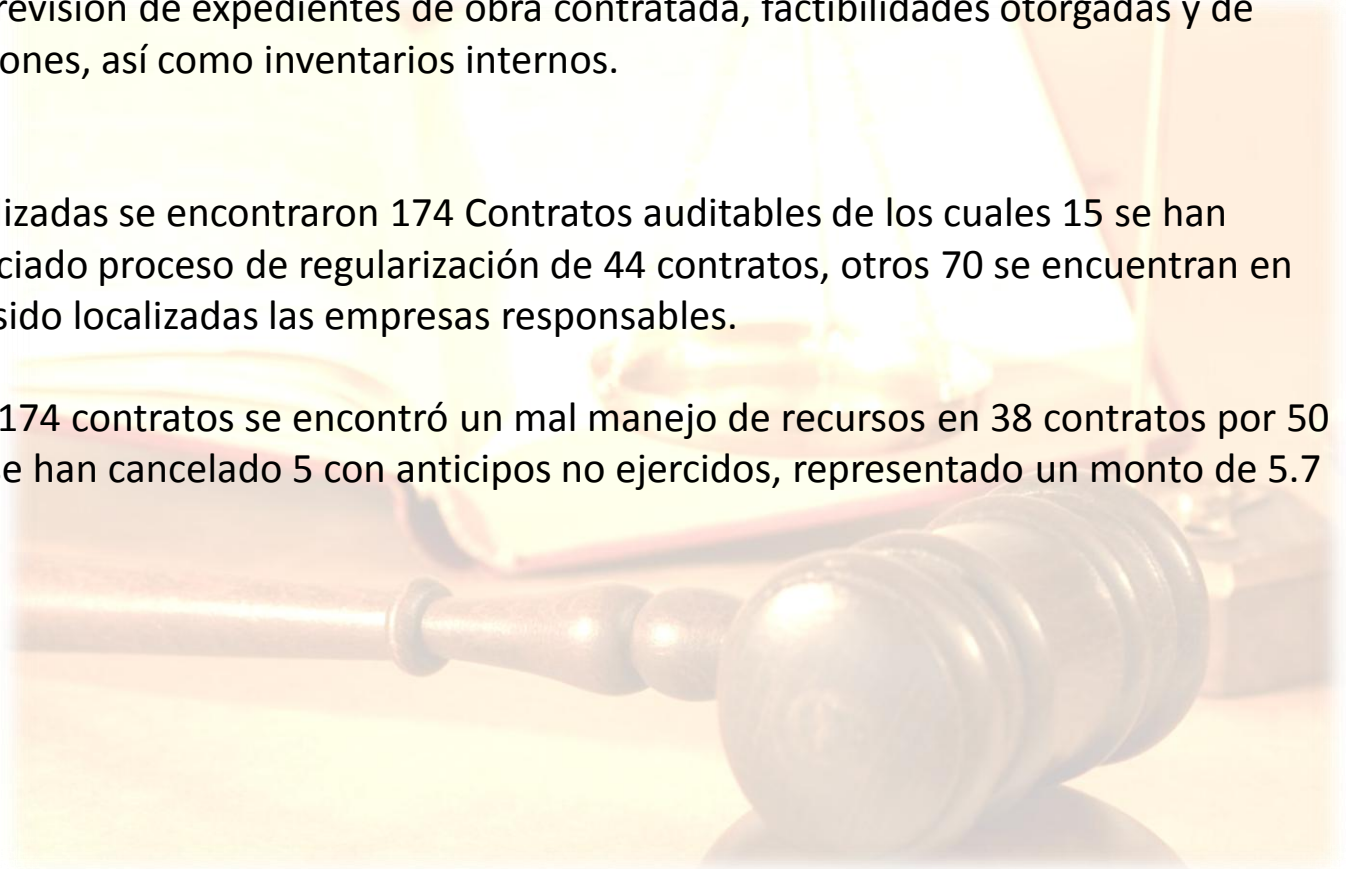 revisión de expedientes de obra contratada, factibilidades otorgadas y de
ones, así como inventarios internos.
izadas se encontraron 174 Contratos auditables de los cuales 15 se han
ciado proceso de regularización de 44 contratos, otros 70 se encuentran en
sido localizadas las empresas responsables.
174 contratos se encontró un mal manejo de recursos en 38 contratos por 50
e han cancelado 5 con anticipos no ejercidos, representado un monto de 5.7